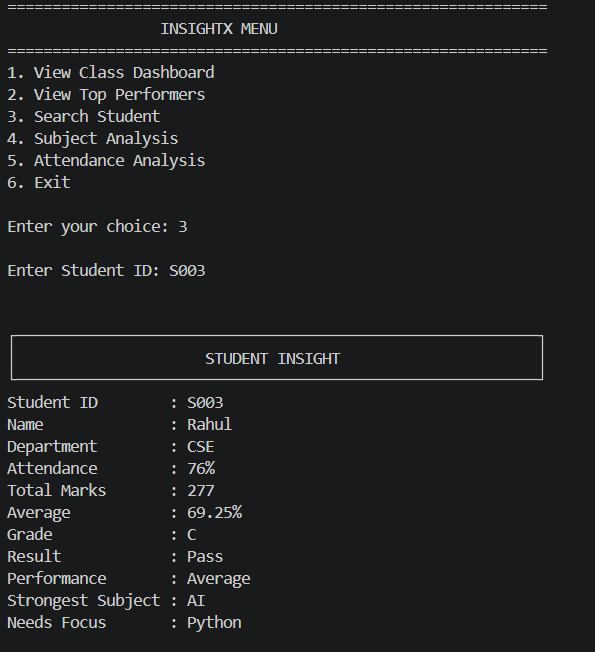 ============================================================
INSIGHTX MENU
============================================================
1. View Class Dashboard
2. View Top Performers
3. Search Student
4. Subject Analysis
5. Attendance Analysis
6. Exit
Enter your choice: 3
Enter Student ID: S003
STUDENT INSIGHT
Student ID : S003
Name : Rahul
Department : CSE
Attendance : 76%
Total Marks : 277
Average : 69.25%
Grade : C
Result : Pass
Performance : Average
Strongest Subject : AI
Needs Focus : Python